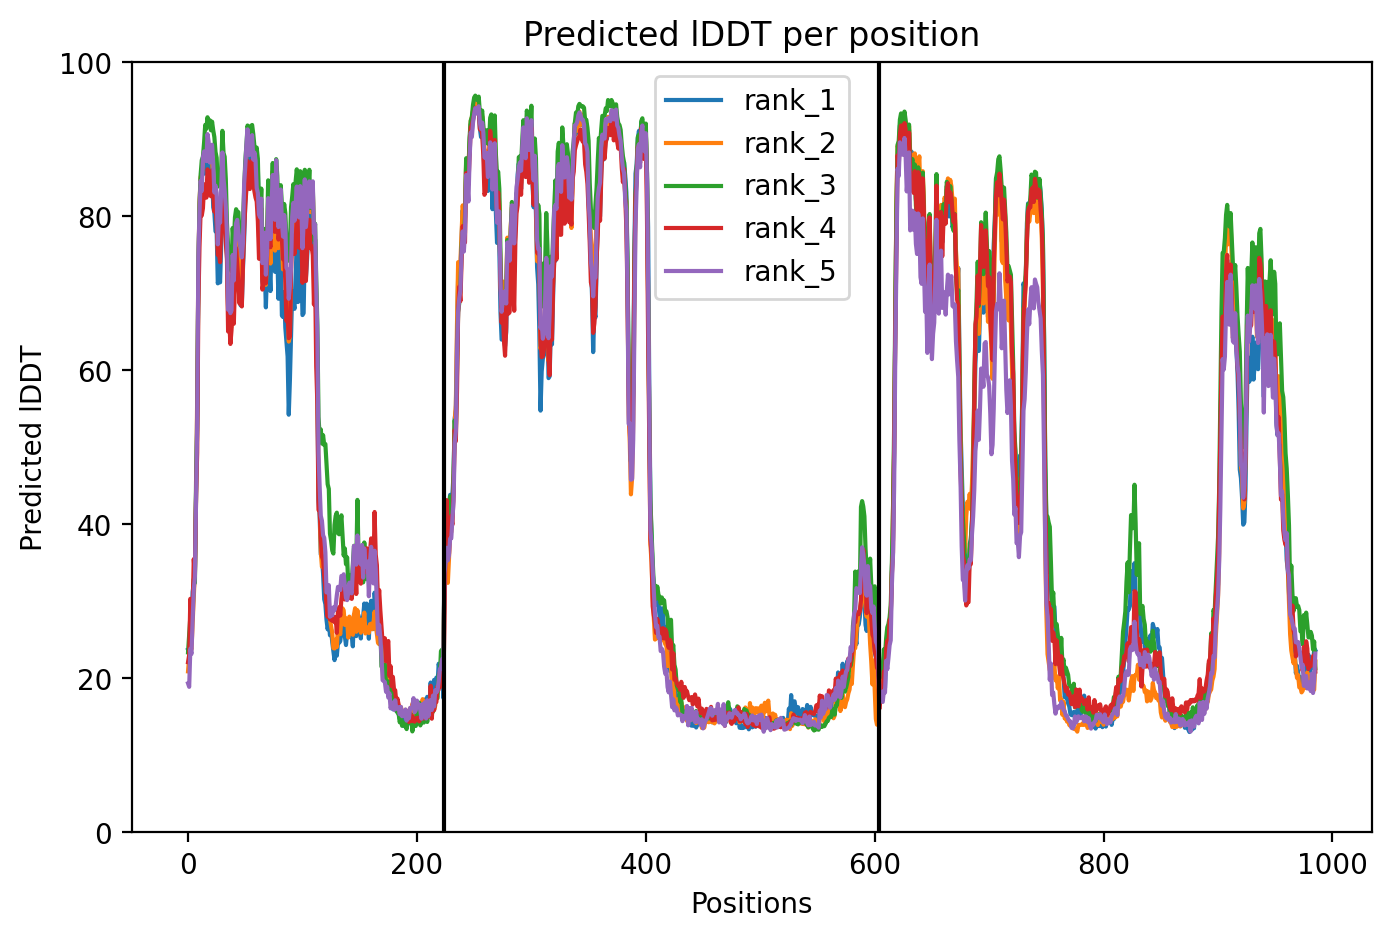 Predicted lDDT per position
100
80
60
40
20
0
Predicted lDDT
rank_1
rank_2
rank_3
rank_4
rank_5
0 200 400 600 800 1000
Positions